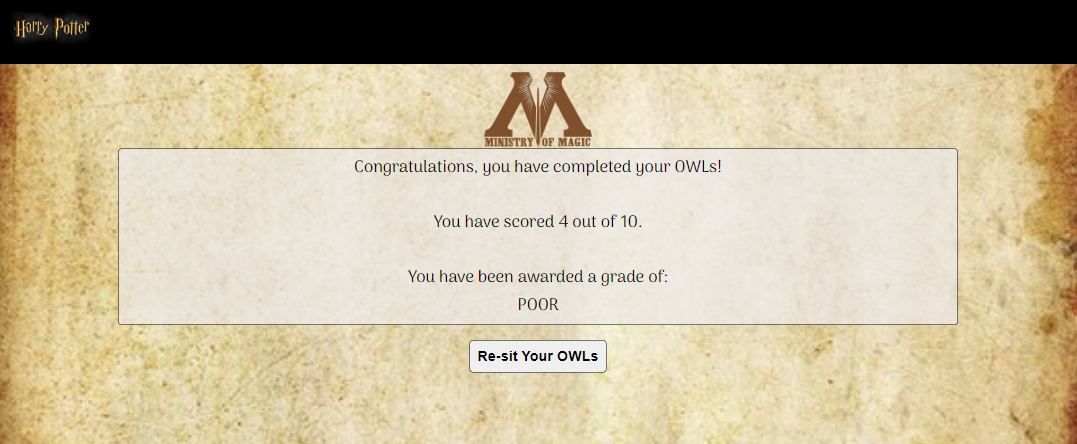 Harry Potter
MINISTRY OF MAGIC
Congratulations, you have completed your OWLs!
You have scored 4 out of 10.
You have been awarded a grade of:
POOR
Re-sit Your OWLs